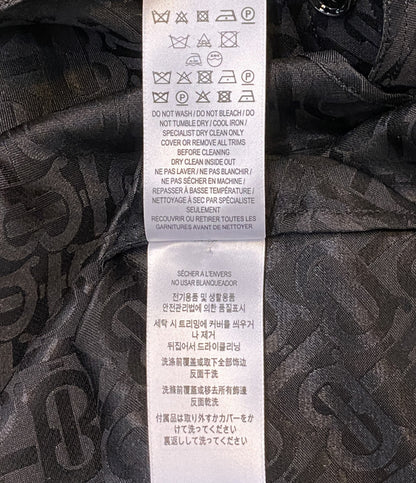 DO NOT WASH / DO NOT BLEACH / DO
NOT TUMBLE DRY / COOL IRON /
SPECIALIST DRY CLEAN ONLY
COVER OR REMOVE ALL TRIMS
BEFORE CLEANING
DRY CLEAN INSIDE OUT
NE PAS LAVER / NE PAS BLANCHIR /
NE PAS SÉCHER EN MACHINE /
REPASSER À BASSE TEMPÉRATURE /
NETTOYAGE À SEC PAR SPÉCIALISTE
SEULEMENT
RECOUVRIR OU RETIRER TOUTES LES
GARNITURES AVANT DE NETTOYER
SÉCHER À L'ENVERS
NO USAR BLANQUEADOR
전기용품 및 생활용품
안전관리법에 의한 품질표시
세탁 시 트리밍에 커버를 씌우거
나 제거
뒤집어서 드라이클리닝
洗涤前覆盖或取下全部饰边
反面干洗
洗滌前覆蓋或移去所有飾邊
反面乾洗
付属品は取り外すかカバーをか
けて洗ってください
裏返しして洗ってください